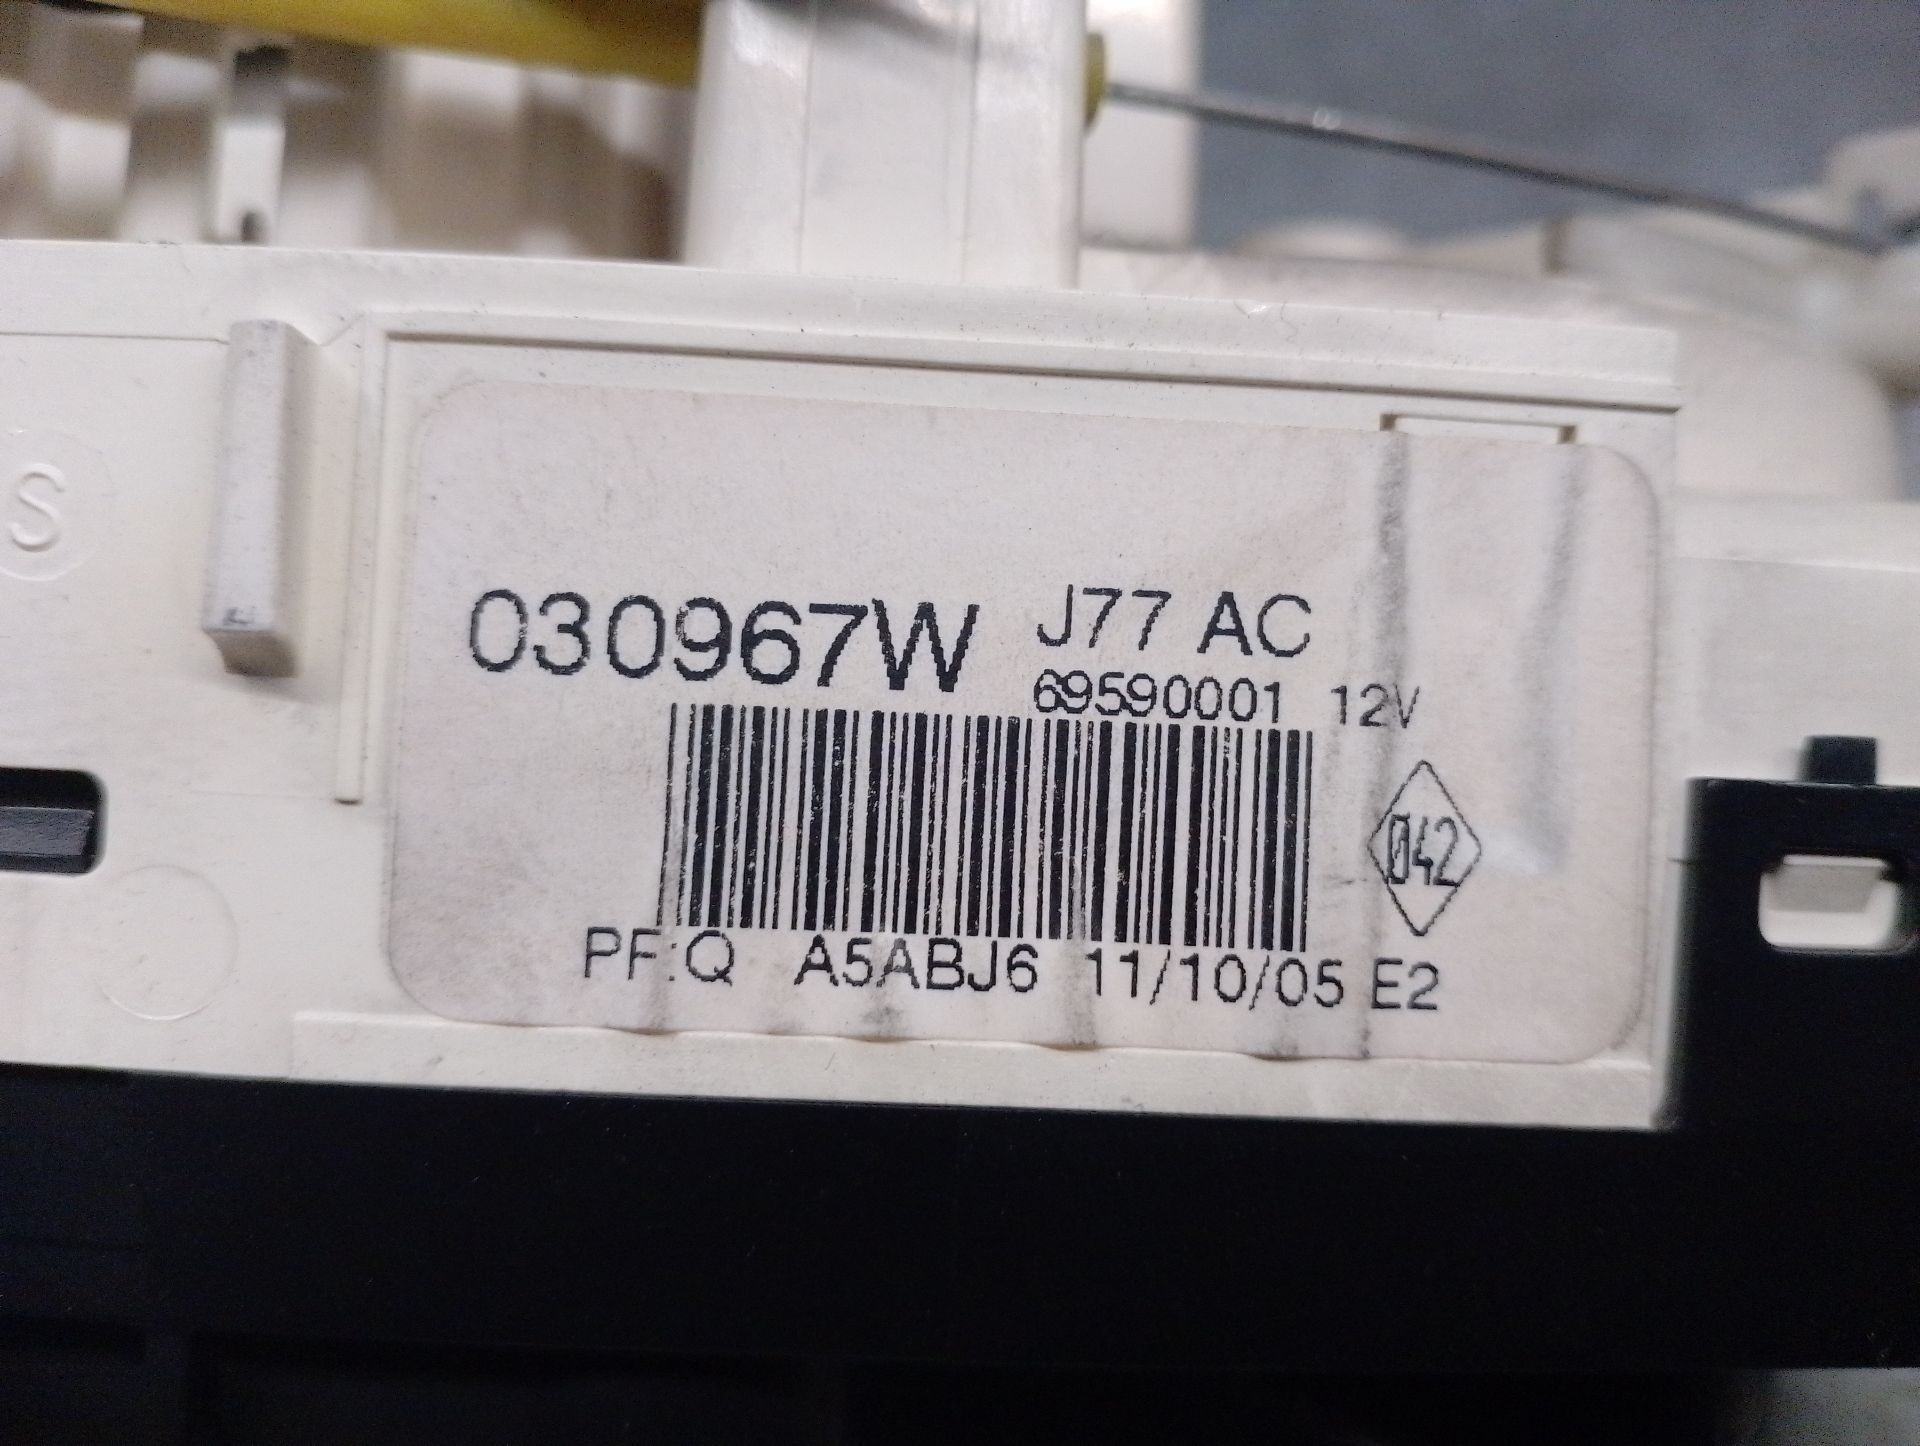 S
030967W J77 AC
69590001 12V
042
PF:Q A5ABJ6 11/10/05 E2